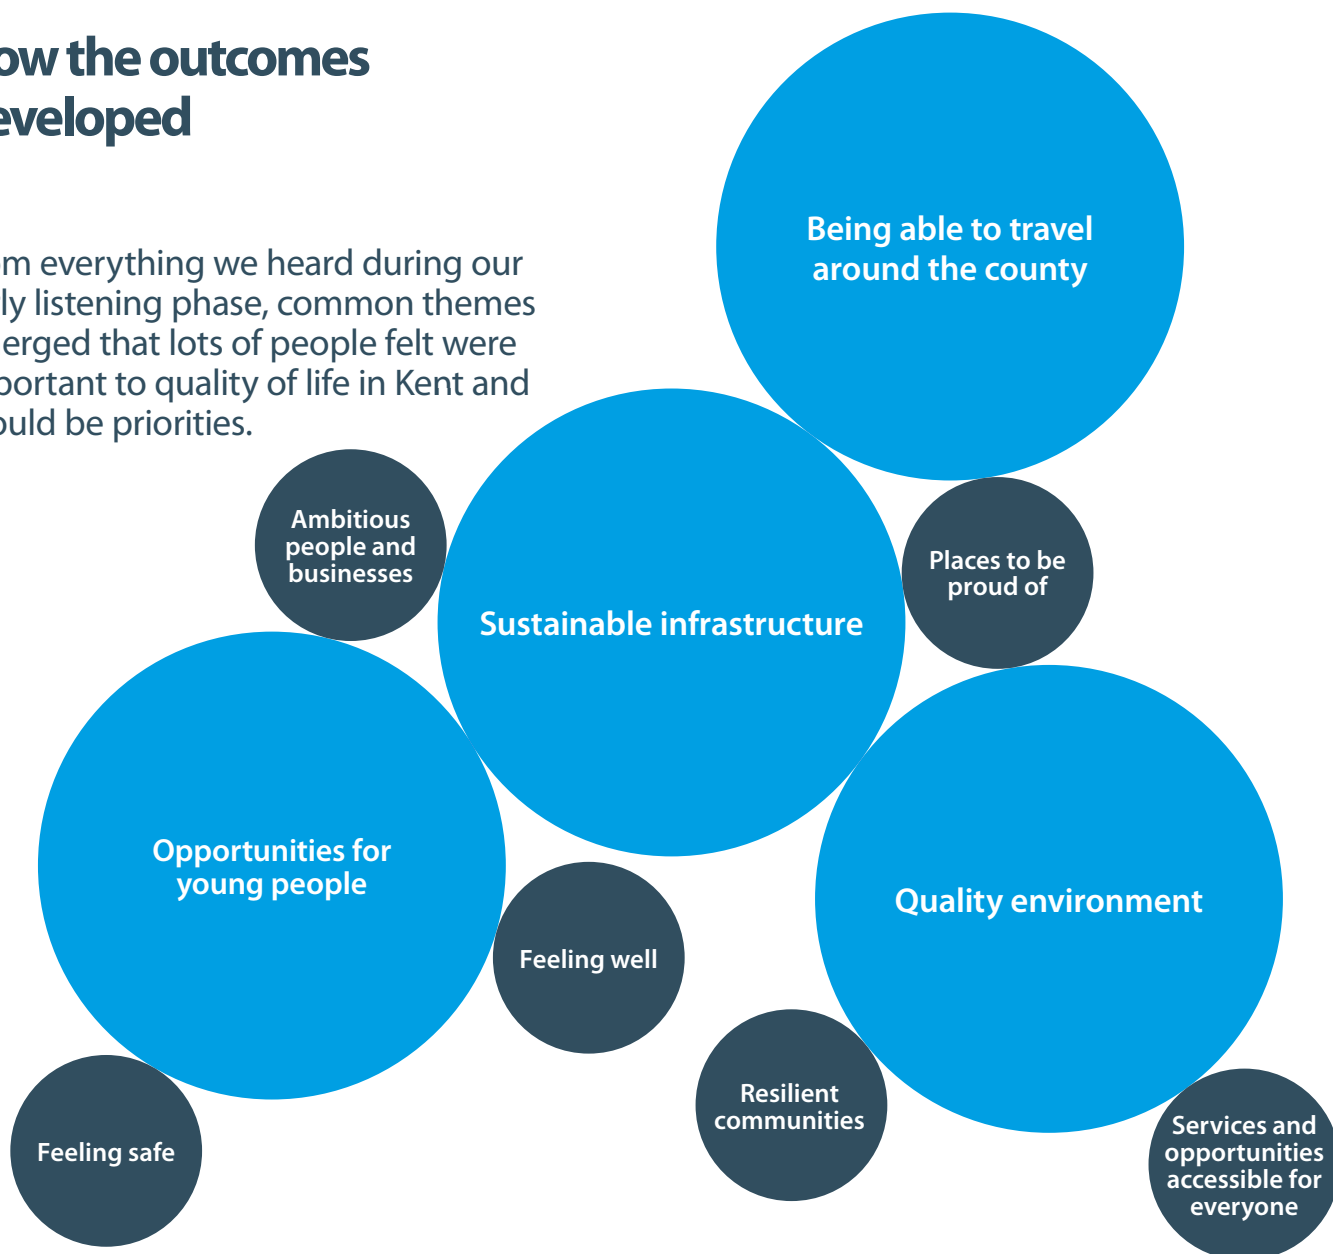 ow the outcomes
eveloped
om everything we heard during our
ly listening phase, common themes
erged that lots of people felt were
portant to quality of life in Kent and
ould be priorities.
Being able to travel
around the county
Ambitious
people and
businesses
Places to be
proud of
Sustainable infrastructure
Opportunities for
young people
Quality environment
Feeling well
Resilient
communities
Feeling safe
Services and
opportunities
accessible for
everyone